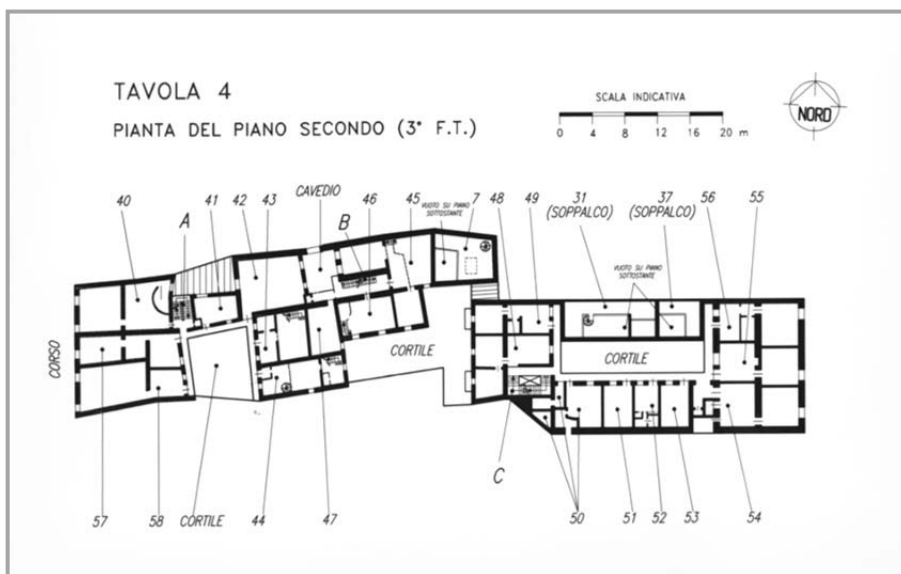 TAVOLA 4
PIANTA DEL PIANO SECONDO (3° F.T.)
SCALA INDICATIVA
0 4 8 12 16 20 m
NORD
40 A 41 42 43 CAVEDIO B 46 45 VUOTO SU PIANO SOTTOSTANTE 7 48 49 31 (SOPPALCO) 37 (SOPPALCO) 56 55
VUOTO SU PIANO SOTTOSTANTE
CORSO
CORTILE
CORTILE
C
57 58 CORTILE 44 47 50 51 52 53 54